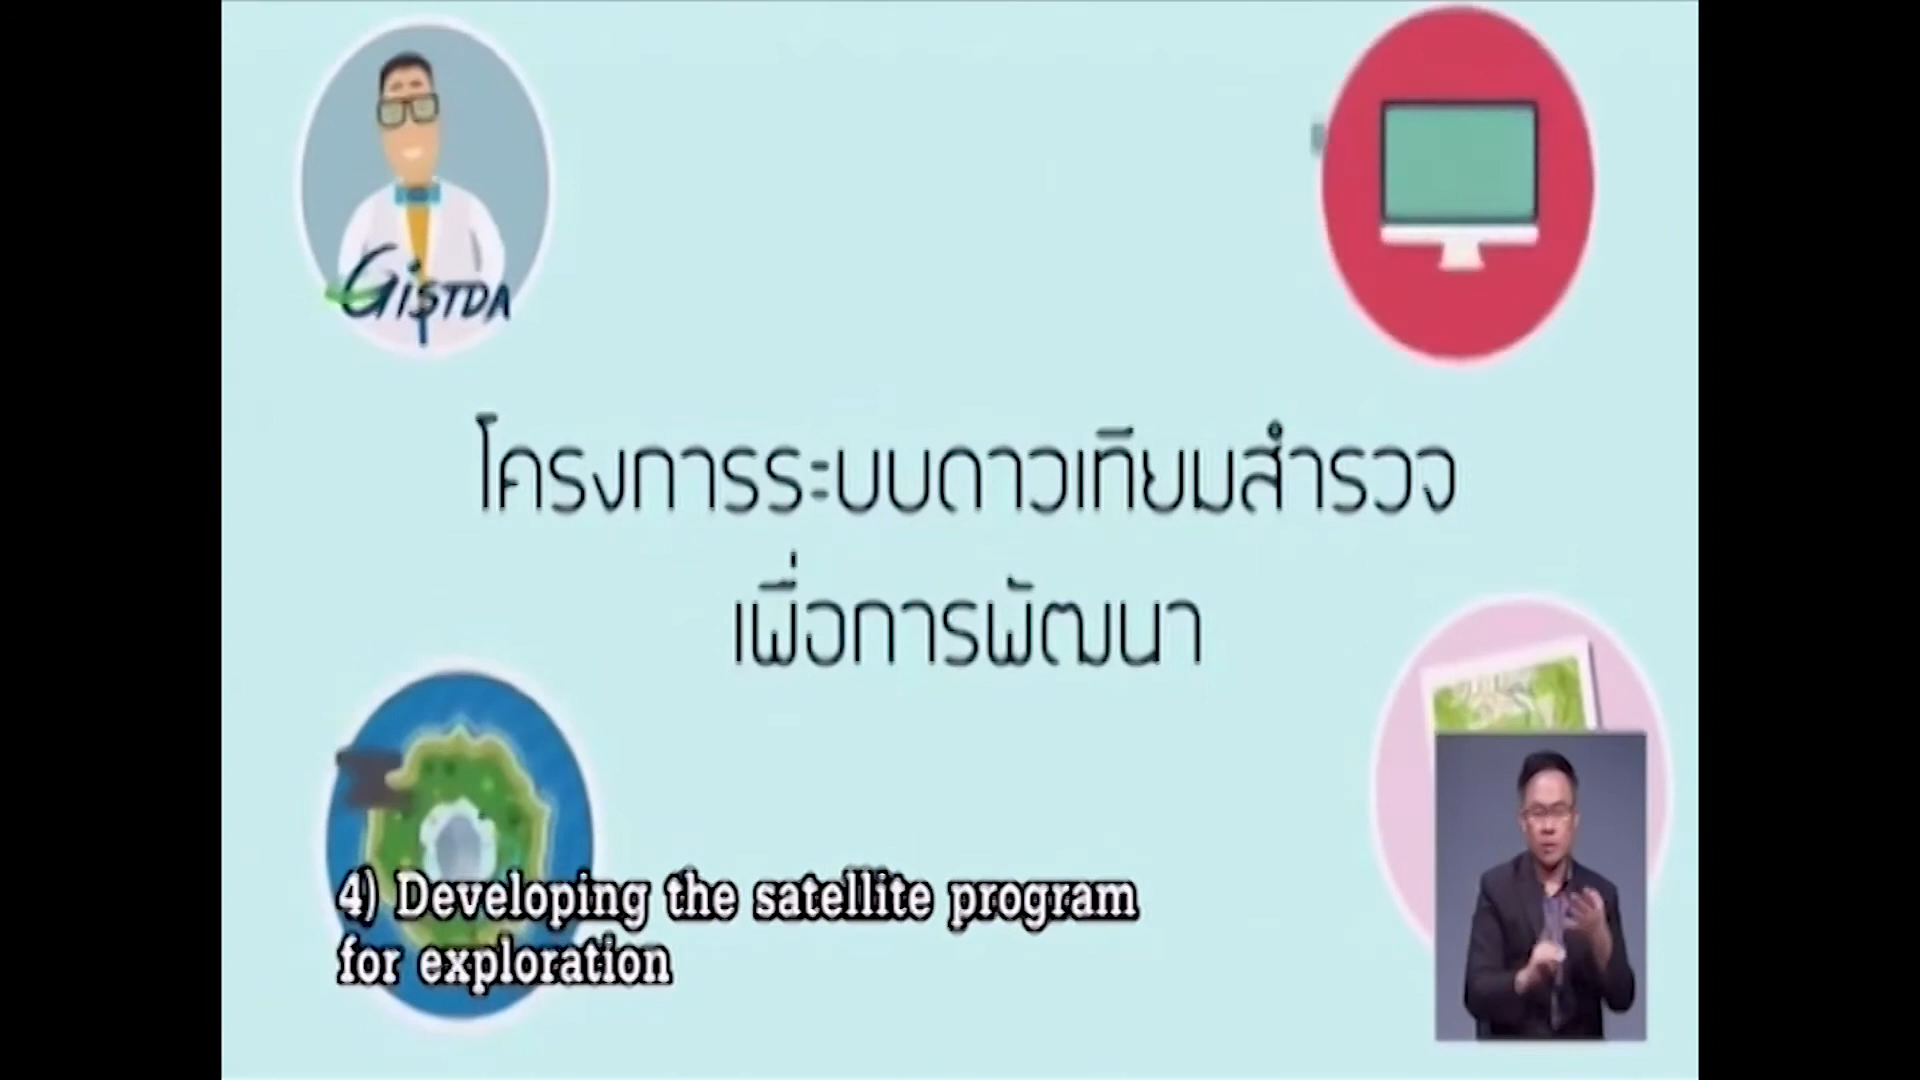 GISTDA
โครงการระบบดาวเทียมสำรวจ
เพื่อการพัฒนา
4) Developing the satellite program
for exploration